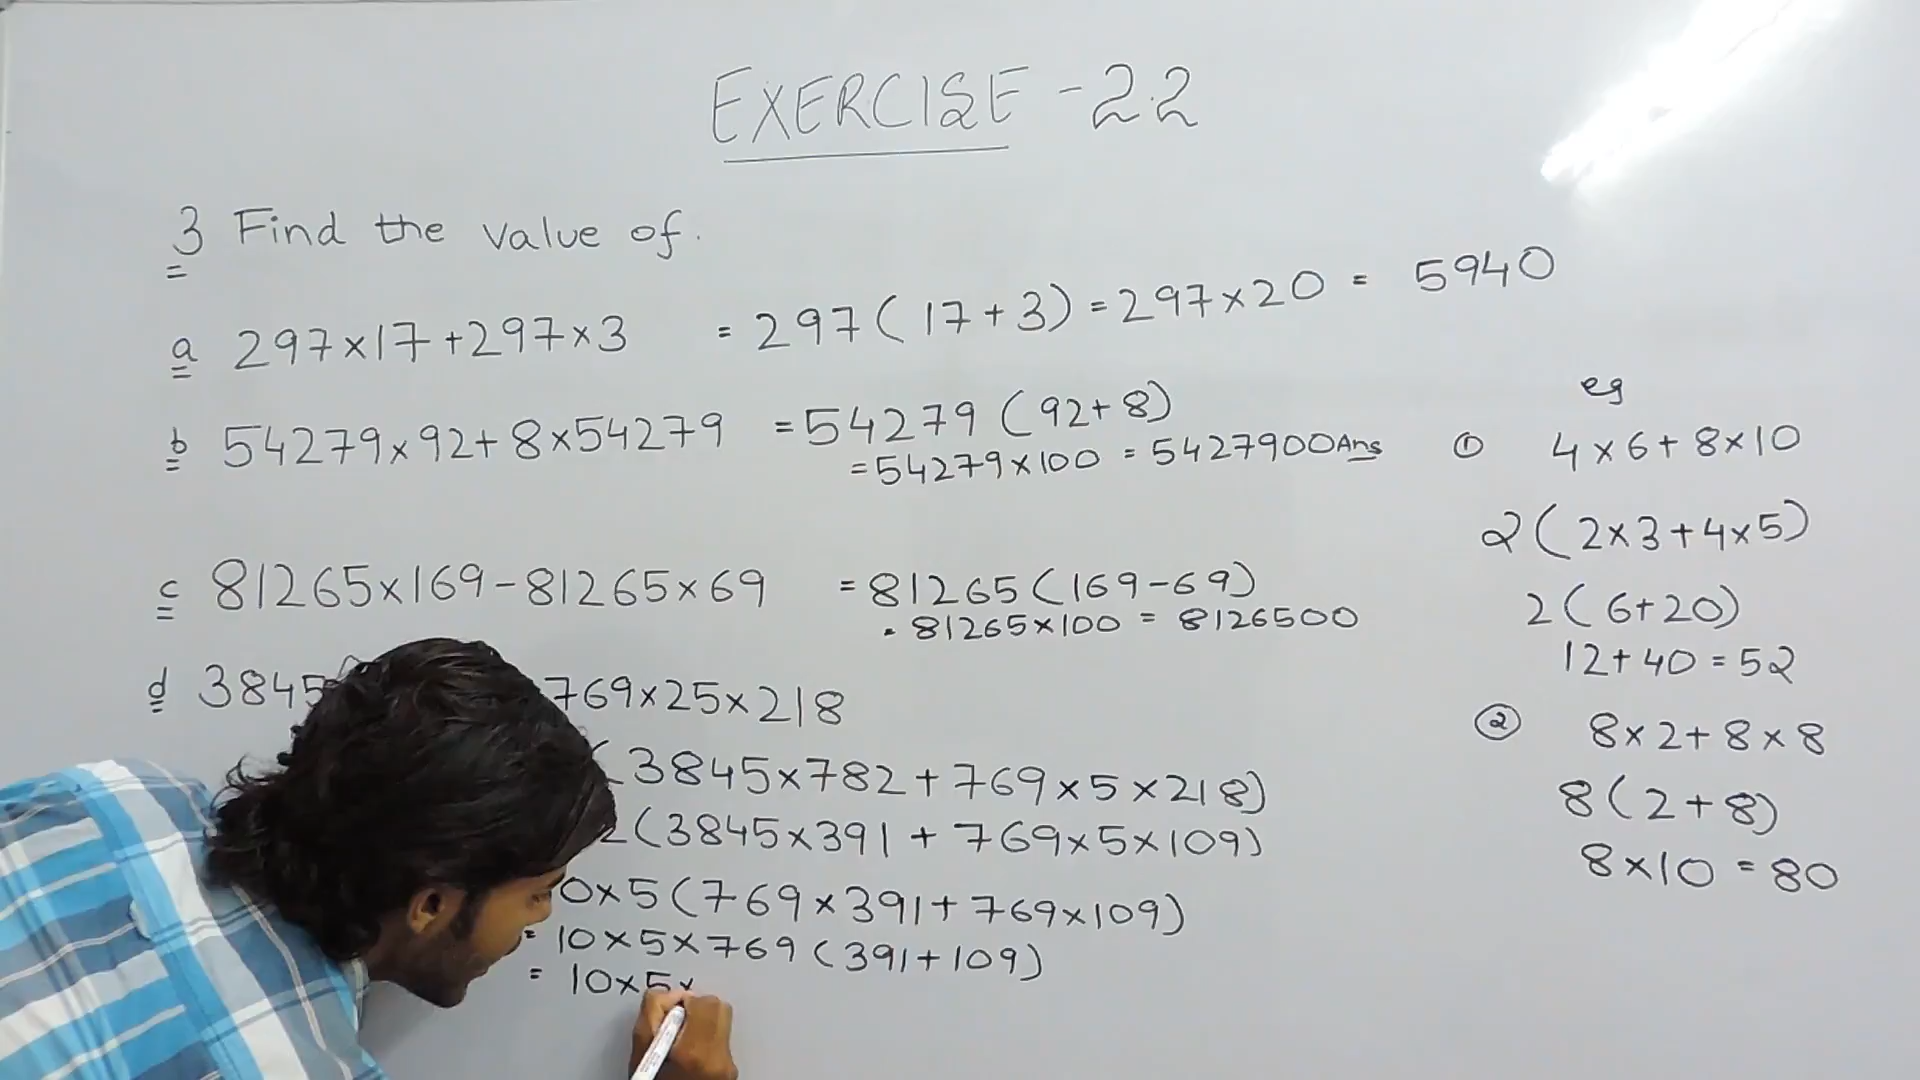 EXERCISE - 2.2
3 Find the value of.
a 297×17+297×3 = 297(17+3) = 297×20 = 5940
b 54279×92+8×54279 = 54279(92+8)
= 54279×100 = 5427900 Ans
c 81265×169-81265×69 = 81265(169-69)
= 81265×100 = 8126500
d 3845 769×25×218
(3845×782+769×5×218)
2(3845×391+769×5×109)
0×5(769×391+769×109)
= 10×5×769(391+109)
= 10×5×
eg
① 4×6+8×10
2(2×3+4×5)
2(6+20)
12+40=52
② 8×2+8×8
8(2+8)
8×10=80